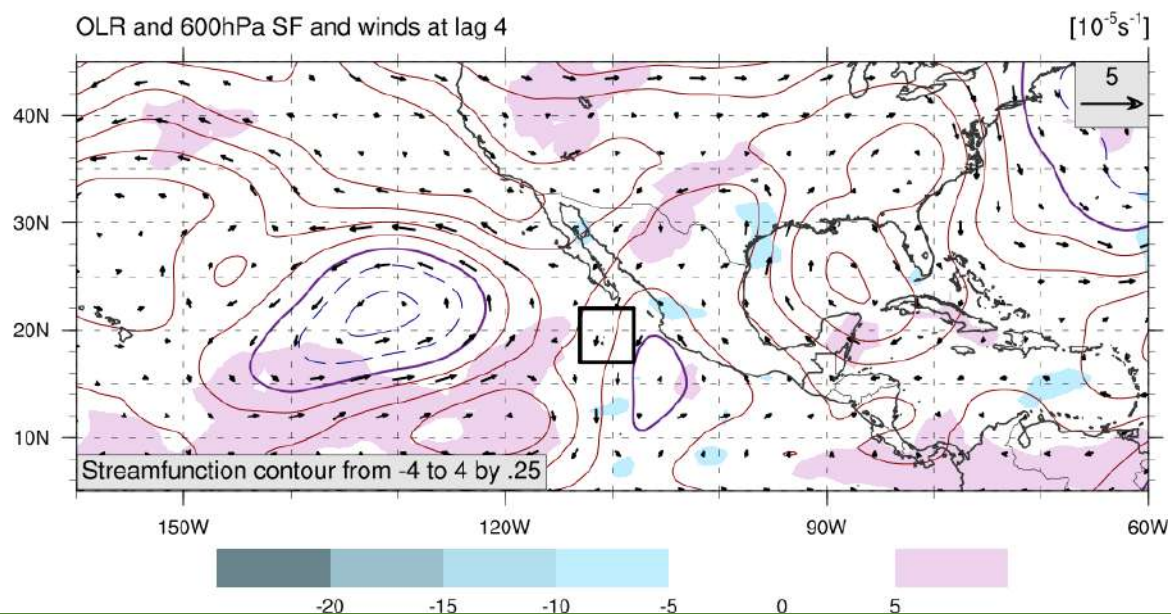 OLR and 600hPa SF and winds at lag 4
[10⁻⁵s⁻¹]
5
40N
30N
20N
10N
Streamfunction contour from -4 to 4 by .25
150W 120W 90W 60W
-20 -15 -10 -5 0 5